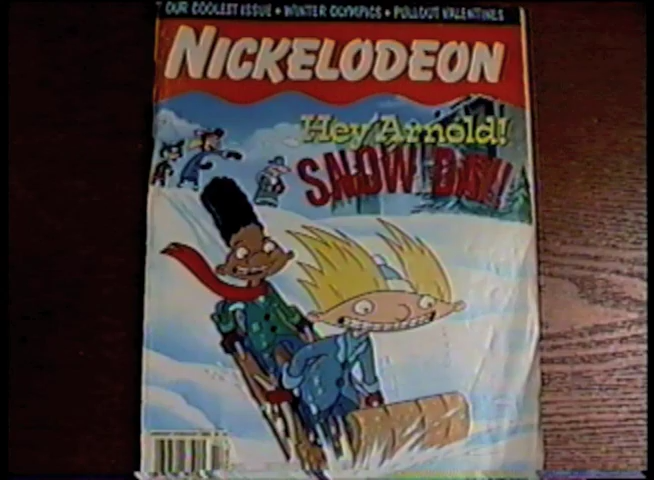 OUR COOLEST ISSUE • WINTER OLYMPICS • PULLOUT VALENTINES
NICKELODEON
Hey Arnold!
SNOW DAY!